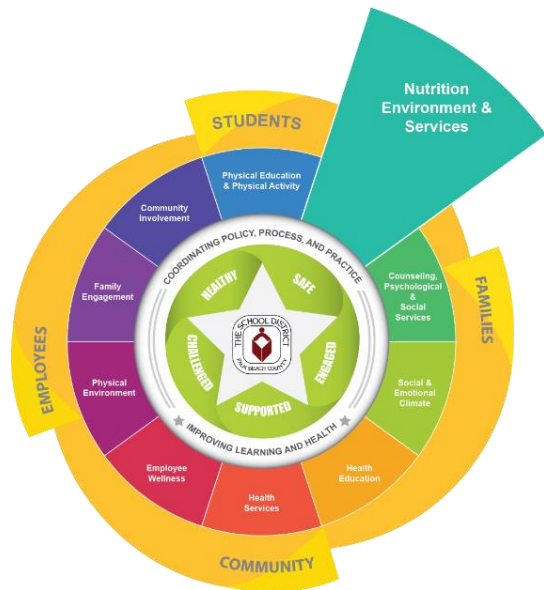 Nutrition
Environment &
Services
STUDENTS
Physical Education
& Physical Activity
Community
Involvement
Family
Engagement
Physical
Environment
Employee
Wellness
Health
Services
Health
Education
Social &
Emotional
Climate
Counseling,
Psychological
&
Social
Services
FAMILIES
EMPLOYEES
COMMUNITY
COORDINATING POLICY, PROCESS, AND PRACTICE
IMPROVING LEARNING AND HEALTH
HEALTHY
SAFE
ENGAGED
SUPPORTED
CHALLENGED
THE SCHOOL DISTRICT
PALM BEACH COUNTY